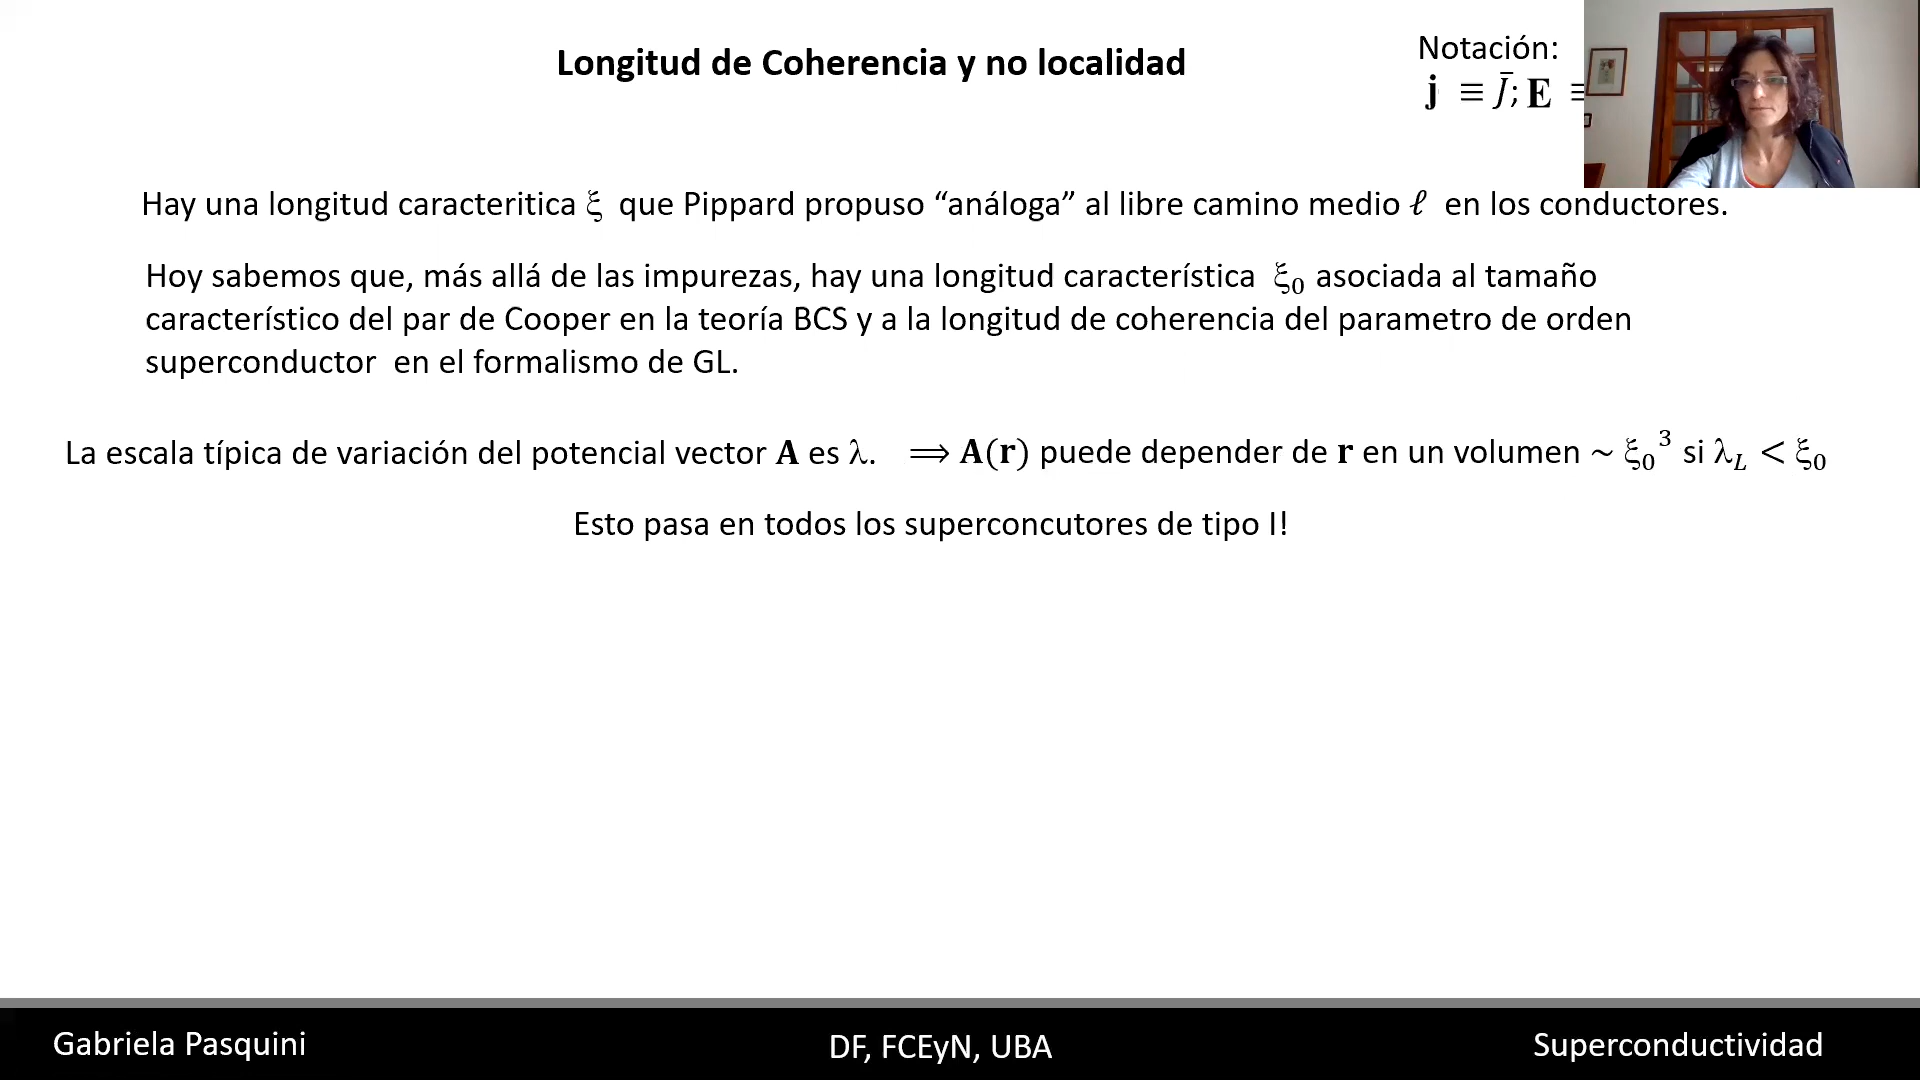 Longitud de Coherencia y no localidad
Notación:
𝐣 ≡ J̄; 𝐄 ≡
Hay una longitud caracteritica ξ que Pippard propuso “análoga” al libre camino medio ℓ en los conductores.
Hoy sabemos que, más allá de las impurezas, hay una longitud característica ξ₀ asociada al tamaño
característico del par de Cooper en la teoría BCS y a la longitud de coherencia del parametro de orden
superconductor en el formalismo de GL.
La escala típica de variación del potencial vector 𝐀 es λ. ⟹ 𝐀(𝐫) puede depender de 𝐫 en un volumen ~ ξ₀³ si λ_L < ξ₀
Esto pasa en todos los superconcutores de tipo I!
Gabriela Pasquini
DF, FCEyN, UBA
Superconductividad